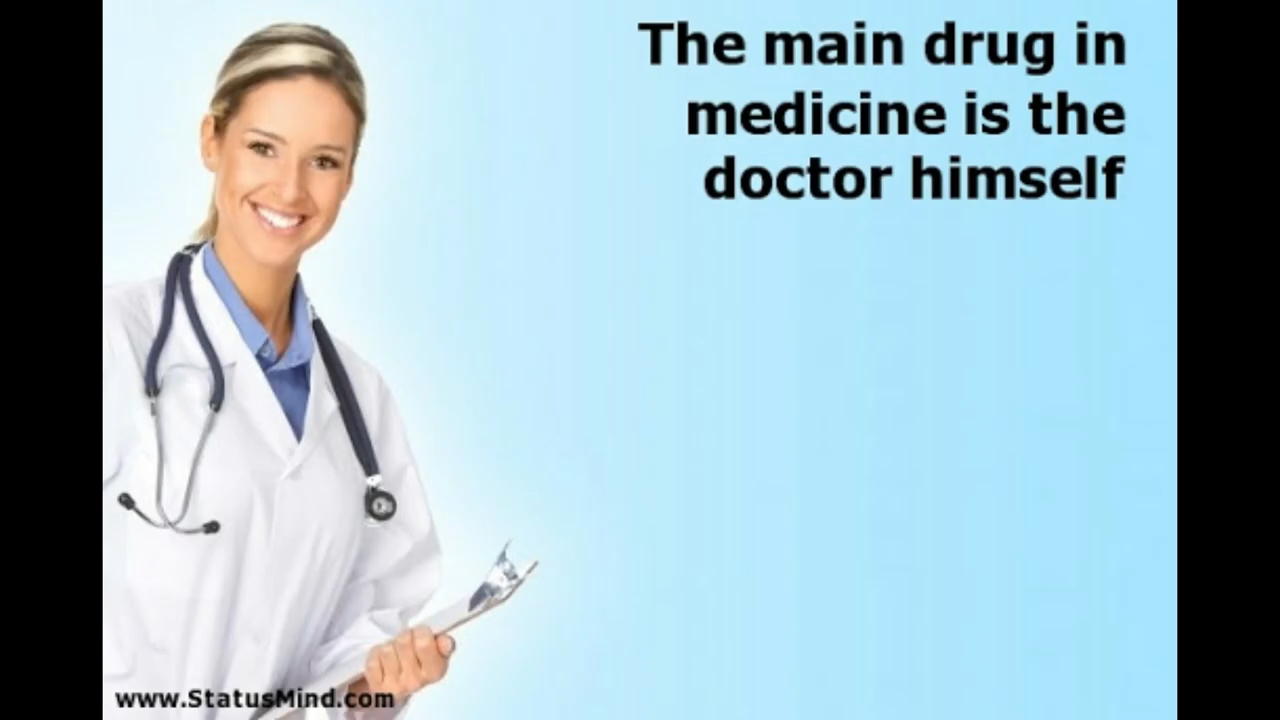 The main drug in
medicine is the
doctor himself
www.StatusMind.com